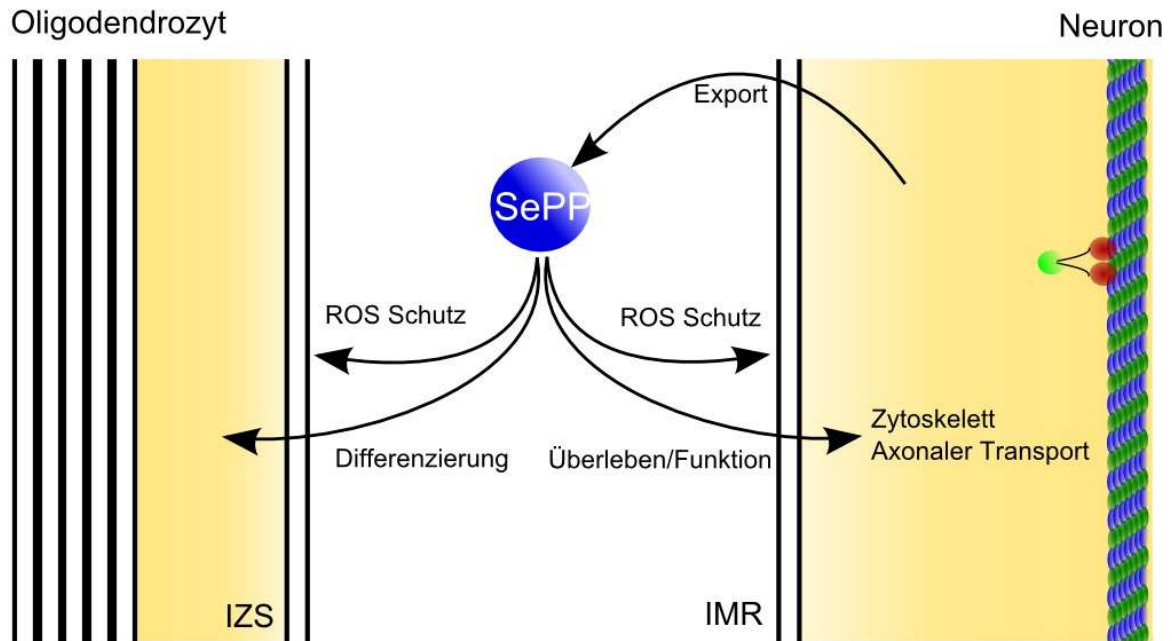 Oligodendrozyt
Neuron
Export
SePP
ROS Schutz
ROS Schutz
Differenzierung
Überleben/Funktion
Zytoskelett
Axonaler Transport
IZS
IMR